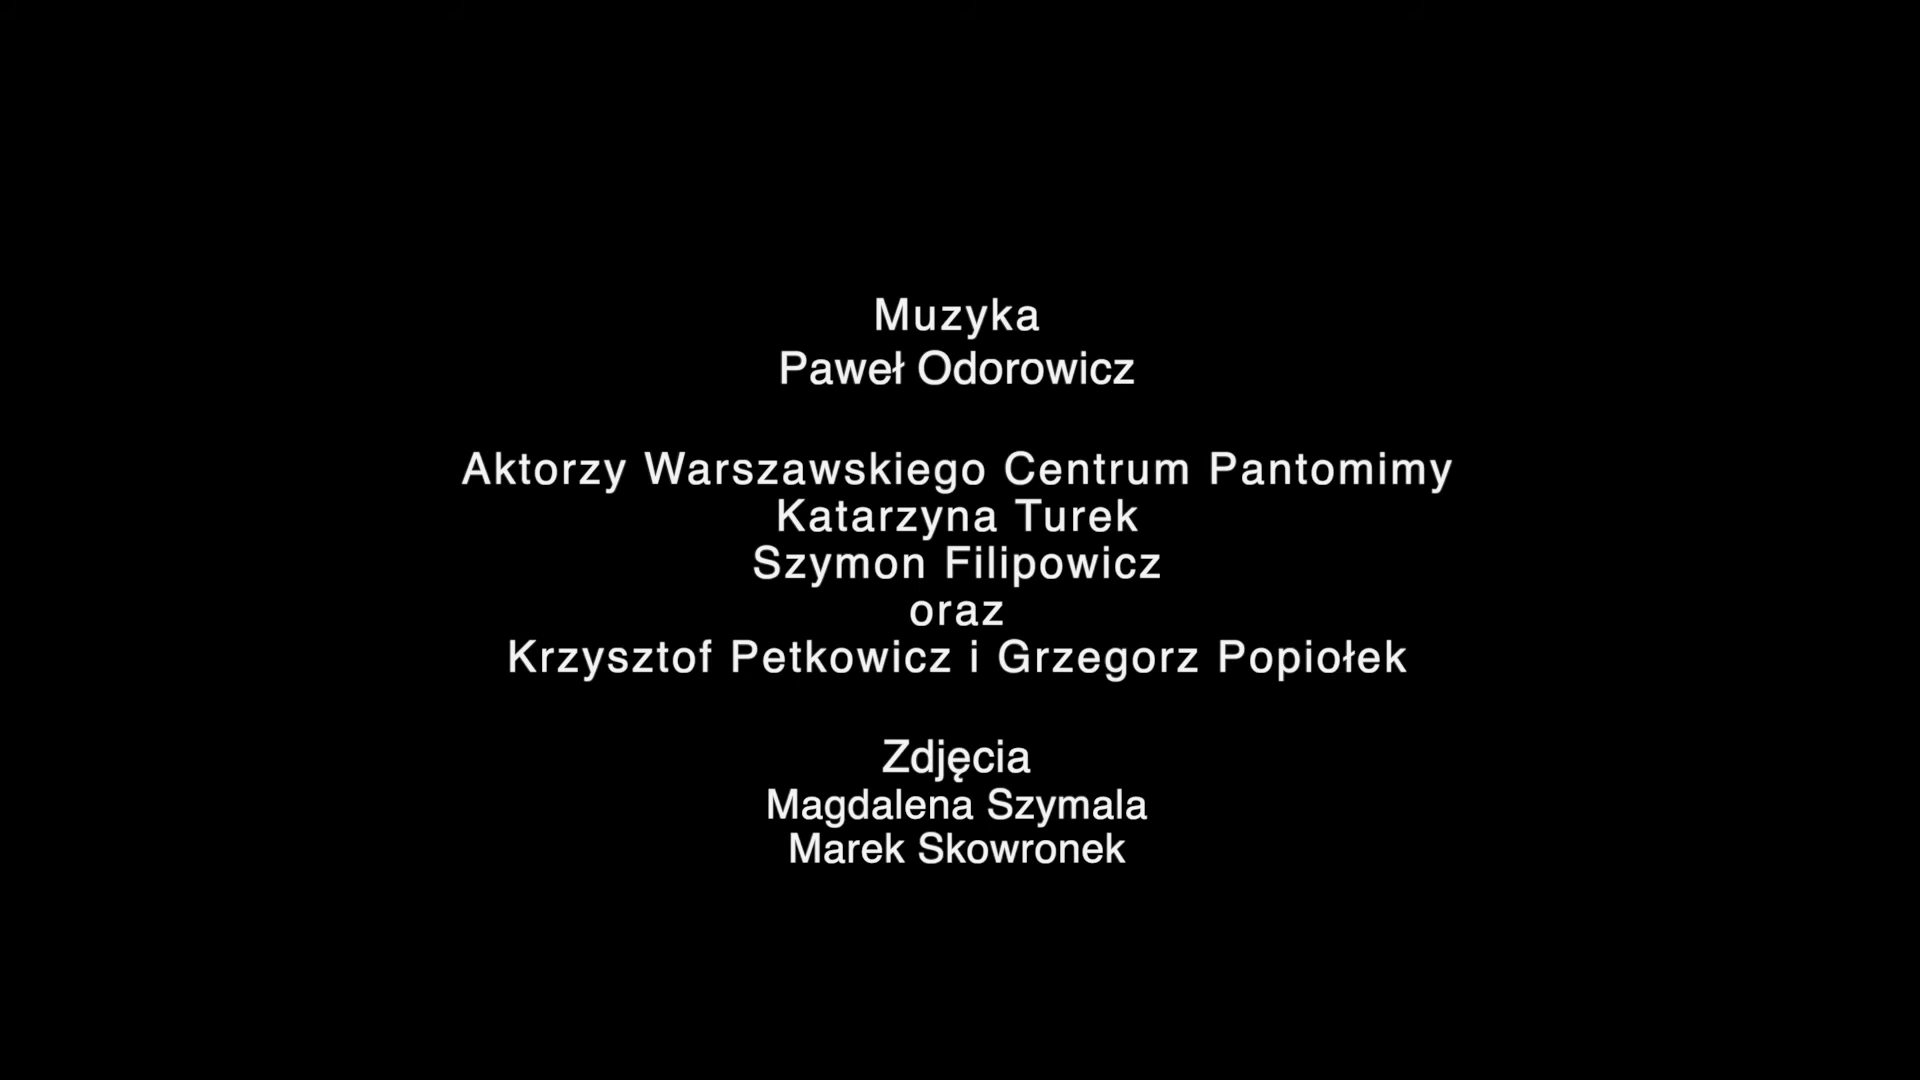 Muzyka
Paweł Odorowicz
Aktorzy Warszawskiego Centrum Pantomimy
Katarzyna Turek
Szymon Filipowicz
oraz
Krzysztof Petkowicz i Grzegorz Popiołek
Zdjęcia
Magdalena Szymala
Marek Skowronek